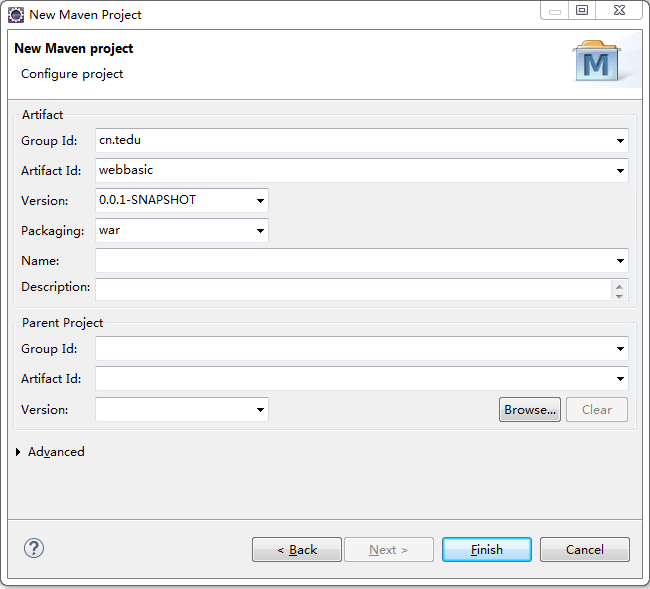 New Maven Project
New Maven project
Configure project
M
Artifact
Group Id: cn.tedu
Artifact Id: webbasic
Version: 0.0.1-SNAPSHOT
Packaging: war
Name:
Description:
Parent Project
Group Id:
Artifact Id:
Version: Browse... Clear
Advanced
? < Back Next > Finish Cancel